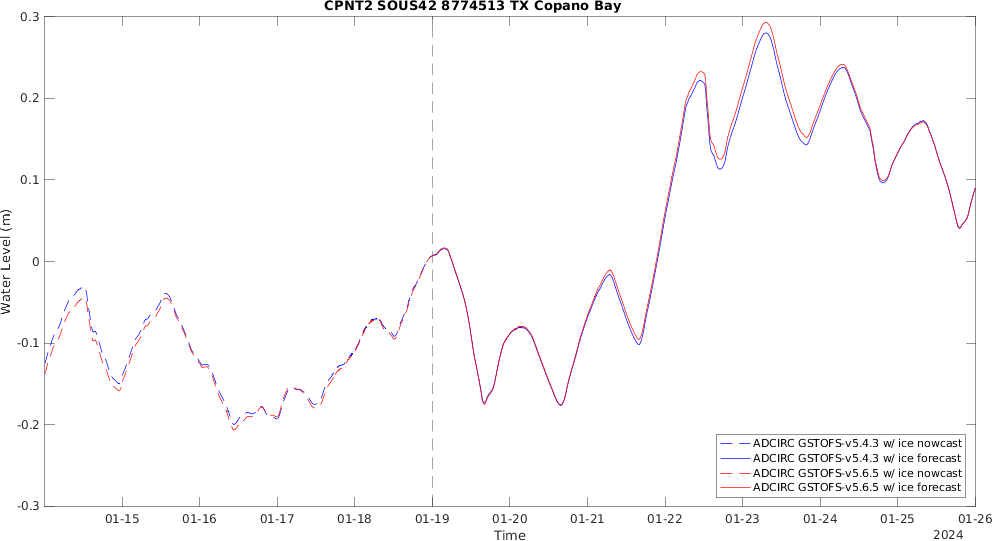 CPNT2 SOUS42 8774513 TX Copano Bay
0.3
0.2
0.1
0
-0.1
-0.2
-0.3
Water Level (m)
ADCIRC GSTOFS-v5.4.3 w/ ice nowcast
ADCIRC GSTOFS-v5.4.3 w/ ice forecast
ADCIRC GSTOFS-v5.6.5 w/ ice nowcast
ADCIRC GSTOFS-v5.6.5 w/ ice forecast
01-15 01-16 01-17 01-18 01-19 01-20 01-21 01-22 01-23 01-24 01-25 01-26
Time
2024